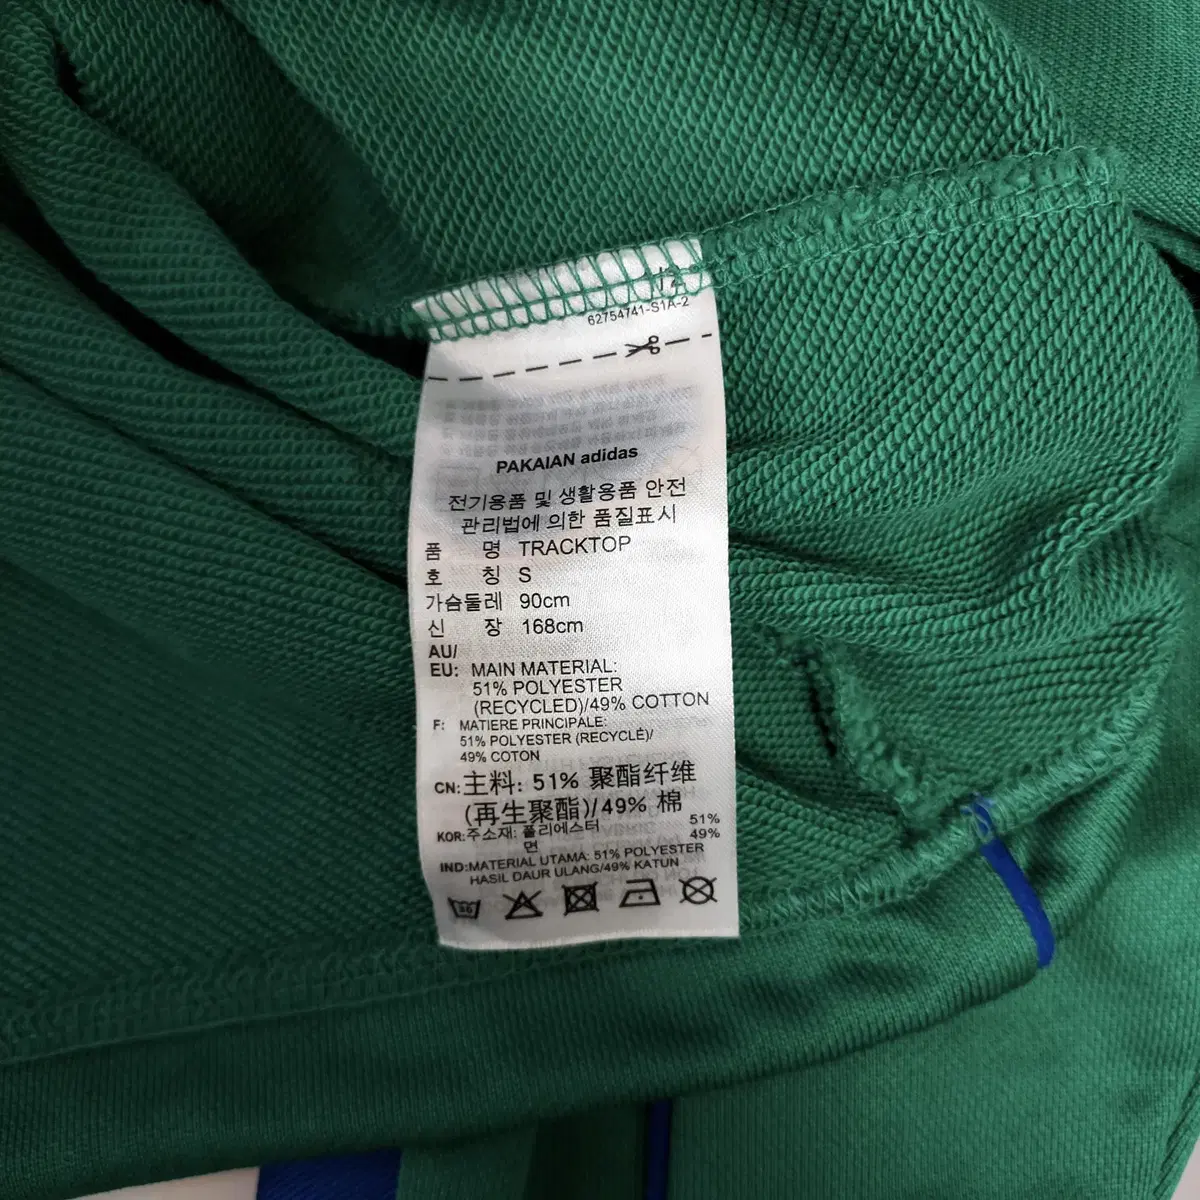 /2
62754741-S1A-2
PAKAIAN adidas
전기용품 및 생활용품 안전
관리법에 의한 품질표시
품 명 TRACKTOP
호 칭 S
가슴둘레 90cm
신 장 168cm
AU/
EU: MAIN MATERIAL:
51% POLYESTER
(RECYCLED)/49% COTTON
F: MATIERE PRINCIPALE:
51% POLYESTER (RECYCLÉ)/
49% COTON
CN: 主料: 51% 聚酯纤维
(再生聚酯)/49% 棉
KOR: 주소재: 폴리에스터 51%
면 49%
IND: MATERIAL UTAMA: 51% POLYESTER
HASIL DAUR ULANG/49% KATUN
30